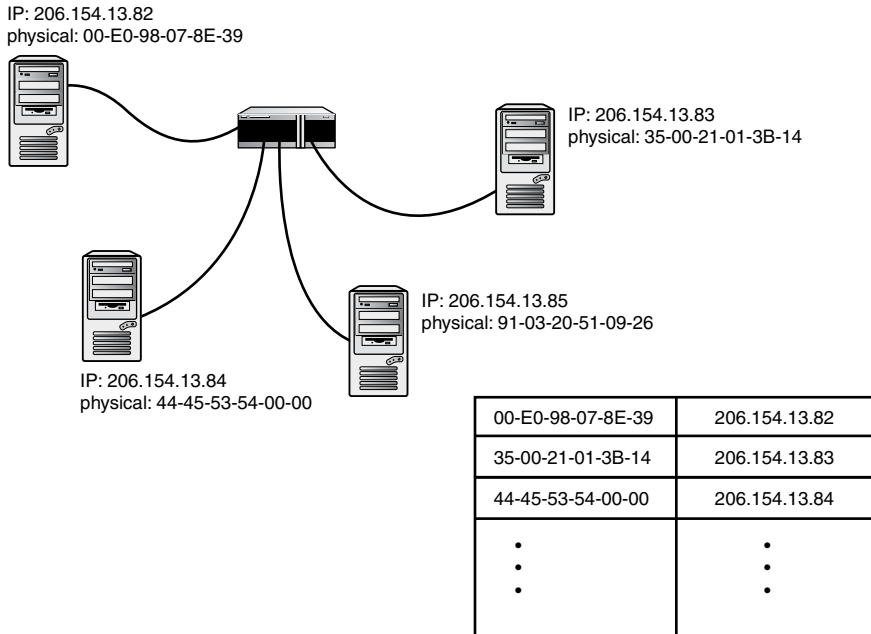 IP: 206.154.13.82
physical: 00-E0-98-07-8E-39
IP: 206.154.13.83
physical: 35-00-21-01-3B-14
IP: 206.154.13.85
physical: 91-03-20-51-09-26
IP: 206.154.13.84
physical: 44-45-53-54-00-00
00-E0-98-07-8E-39 206.154.13.82
35-00-21-01-3B-14 206.154.13.83
44-45-53-54-00-00 206.154.13.84